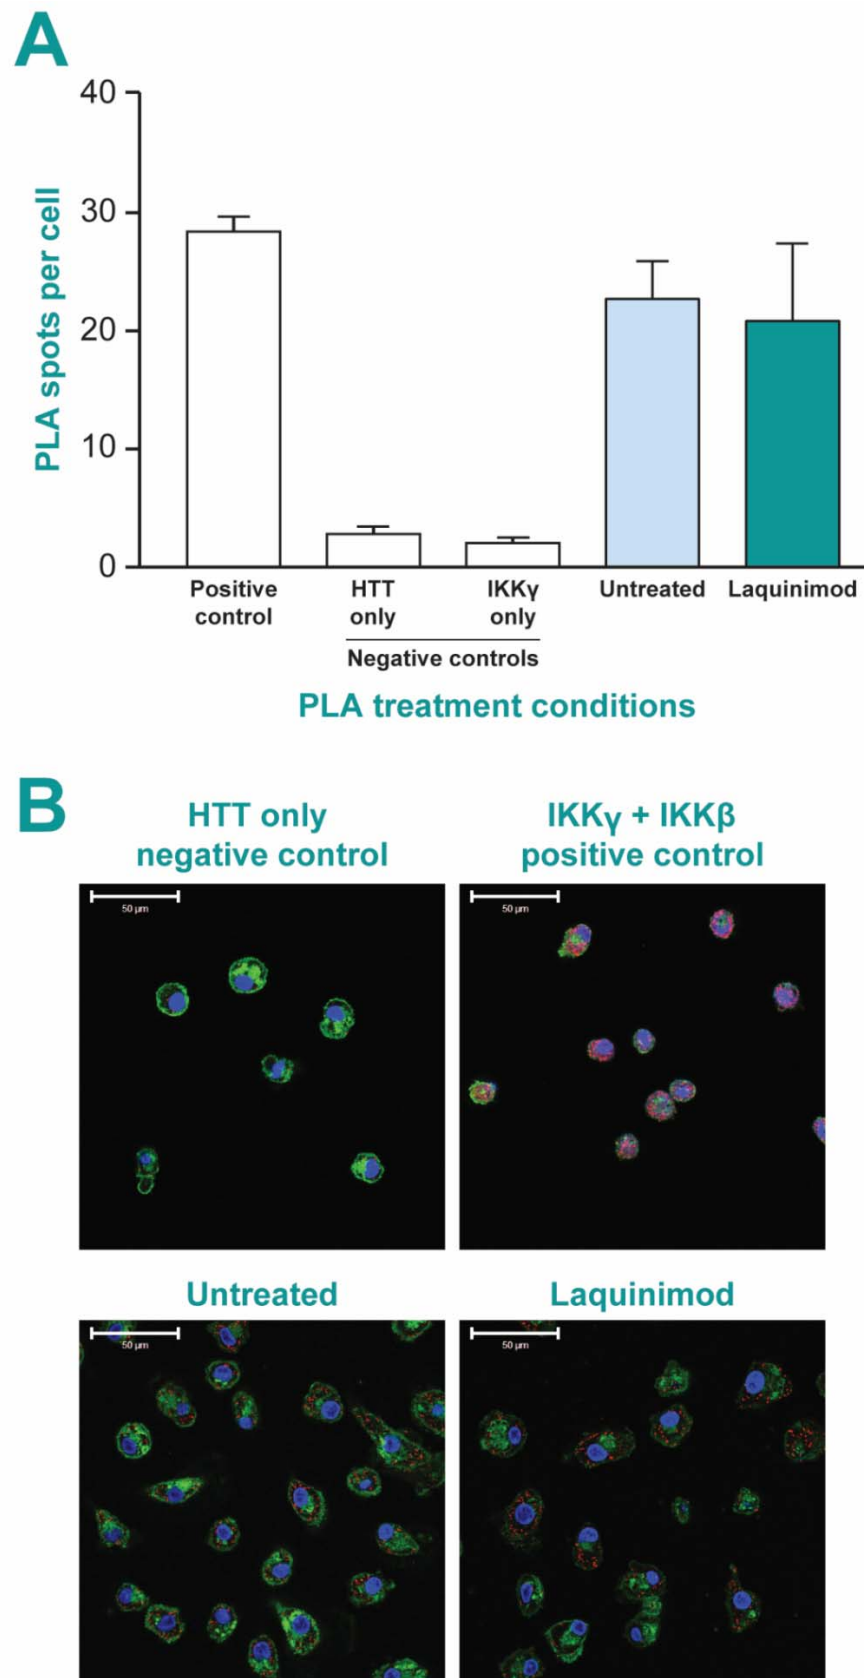 A
PLA spots per cell
40
30
20
10
0
Positive
control
HTT
only
IKKγ
only
Negative controls
Untreated
Laquinimod
PLA treatment conditions
B
HTT only
negative control
IKKγ + IKKβ
positive control
50 µm
50 µm
Untreated
Laquinimod
50 µm
50 µm